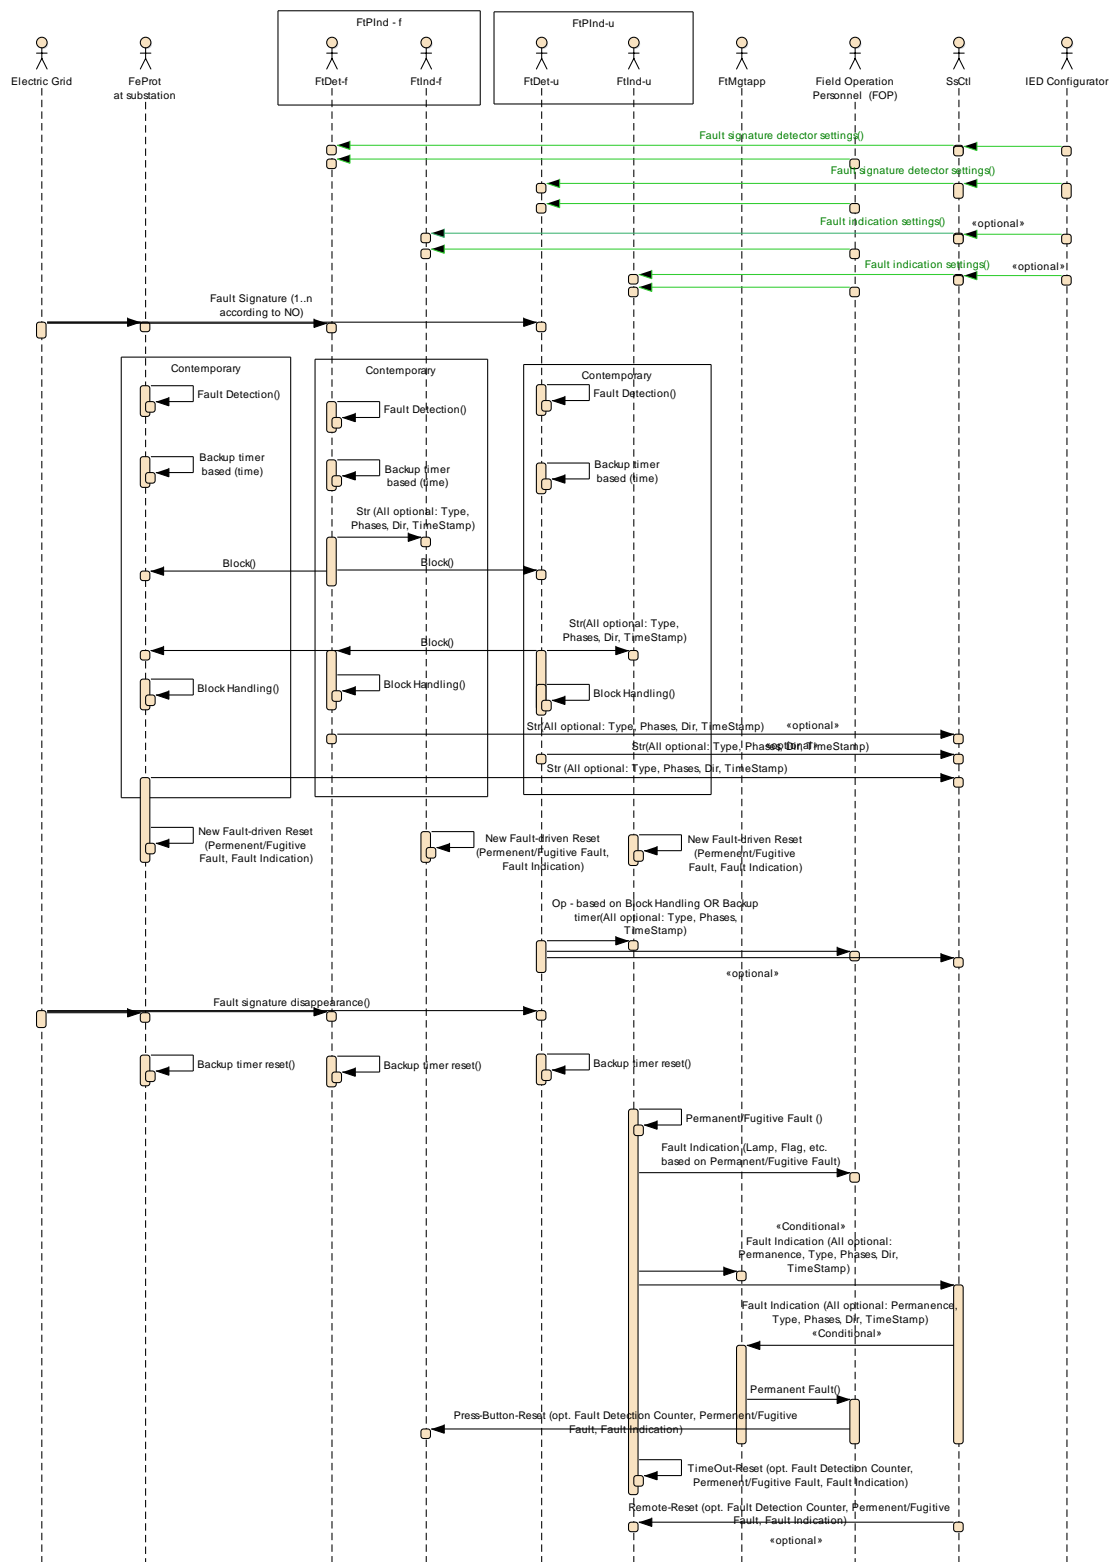 FtPInd - f
FtPInd-u
Electric Grid
FeProt
at substation
FtDet-f
FtInd-f
FtDet-u
FtInd-u
FtMgtapp
Field Operation
Personnel (FOP)
SsCtl
IED Configurator
Fault signature detector settings()
Fault signature detector settings()
Fault indication settings()
«optional»
Fault indication settings()
«optional»
Fault Signature (1..n
according to NO)
Contemporary
Contemporary
Contemporary
Fault Detection()
Fault Detection()
Fault Detection()
Backup timer
based (time)
Backup timer
based (time)
Backup timer
based (time)
Str (All optional: Type,
Phases, Dir, TimeStamp)
Block()
Block()
Str(All optional: Type,
Phases, Dir, TimeStamp)
Block()
Block Handling()
Block Handling()
Block Handling()
Str(All optional: Type, Phases, Dir, TimeStamp)
«optional»
Str(All optional: Type, Phases, Dir, TimeStamp)
«optional»
Str (All optional: Type, Phases, Dir, TimeStamp)
New Fault-driven Reset
(Permenent/Fugitive
Fault, Fault Indication)
New Fault-driven Reset
(Permenent/Fugitive Fault,
Fault Indication)
New Fault-driven Reset
(Permenent/Fugitive
Fault, Fault Indication)
Op - based on Block Handling OR Backup
timer(All optional: Type, Phases,
TimeStamp)
«optional»
Fault signature disappearance()
Backup timer reset()
Backup timer reset()
Backup timer reset()
Permanent/Fugitive Fault ()
Fault Indication (Lamp, Flag, etc.
based on Permanent/Fugitive Fault)
«Conditional»
Fault Indication (All optional:
Permanence, Type, Phases, Dir,
TimeStamp)
Fault Indication (All optional: Permanence,
Type, Phases, Dir, TimeStamp)
«Conditional»
Permanent Fault()
Press-Button-Reset (opt. Fault Detection Counter, Permenent/Fugitive
Fault, Fault Indication)
TimeOut-Reset (opt. Fault Detection Counter,
Permenent/Fugitive Fault, Fault Indication)
Remote-Reset (opt. Fault Detection Counter, Permenent/Fugitive
Fault, Fault Indication)
«optional»